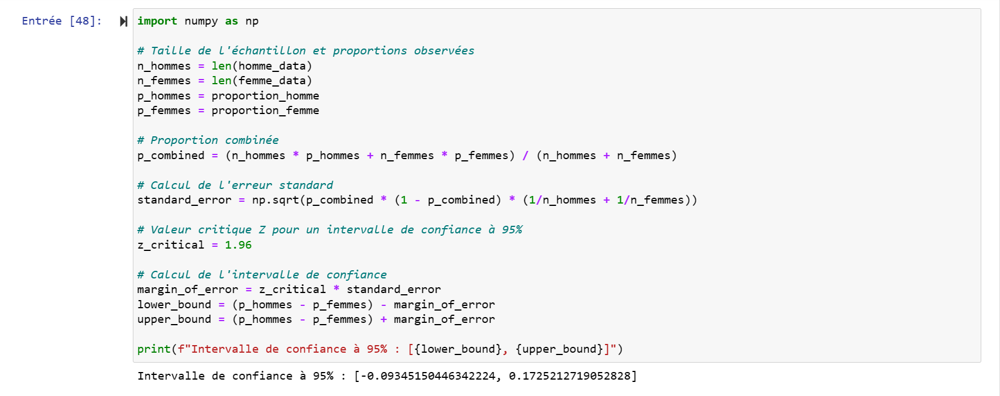 Entrée [48]:
import numpy as np
# Taille de l'échantillon et proportions observées
n_hommes = len(homme_data)
n_femmes = len(femme_data)
p_hommes = proportion_homme
p_femmes = proportion_femme
# Proportion combinée
p_combined = (n_hommes * p_hommes + n_femmes * p_femmes) / (n_hommes + n_femmes)
# Calcul de l'erreur standard
standard_error = np.sqrt(p_combined * (1 - p_combined) * (1/n_hommes + 1/n_femmes))
# Valeur critique Z pour un intervalle de confiance à 95%
z_critical = 1.96
# Calcul de l'intervalle de confiance
margin_of_error = z_critical * standard_error
lower_bound = (p_hommes - p_femmes) - margin_of_error
upper_bound = (p_hommes - p_femmes) + margin_of_error
print(f"Intervalle de confiance à 95% : [{lower_bound}, {upper_bound}]")
Intervalle de confiance à 95% : [-0.09345150446342224, 0.1725212719052828]